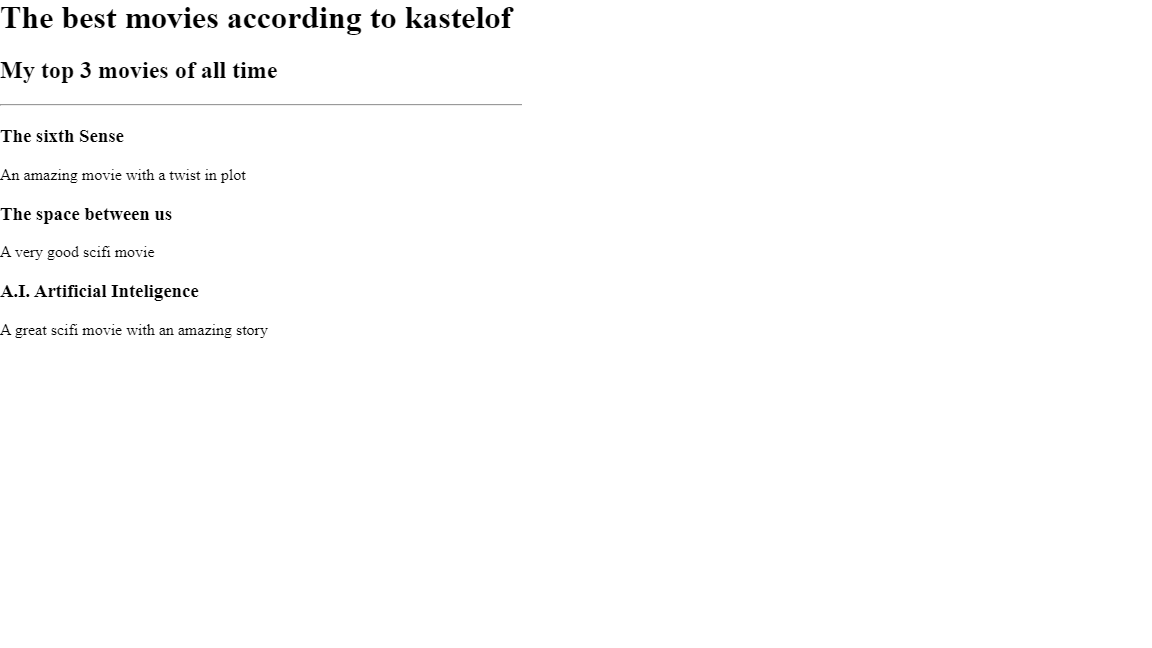 The best movies according to kastelof
My top 3 movies of all time
The sixth Sense
An amazing movie with a twist in plot
The space between us
A very good scifi movie
A.I. Artificial Inteligence
A great scifi movie with an amazing story